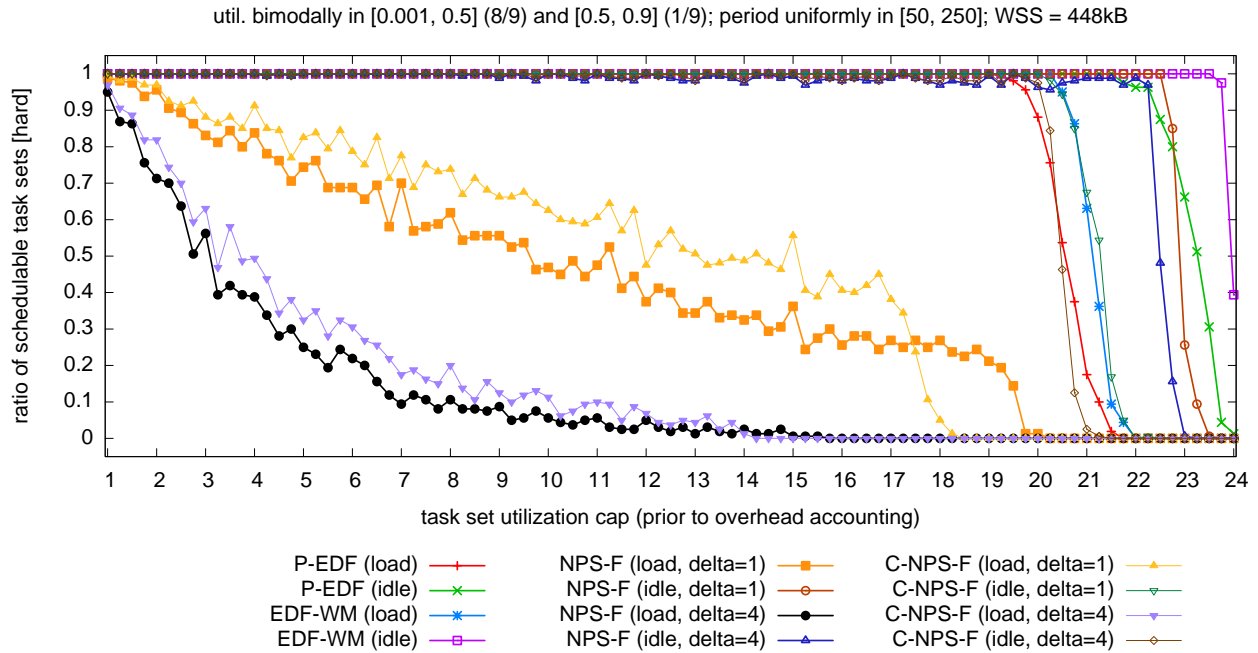 util. bimodally in [0.001, 0.5] (8/9) and [0.5, 0.9] (1/9); period uniformly in [50, 250]; WSS = 448kB
ratio of schedulable task sets [hard]
1
0.9
0.8
0.7
0.6
0.5
0.4
0.3
0.2
0.1
0
1 2 3 4 5 6 7 8 9 10 11 12 13 14 15 16 17 18 19 20 21 22 23 24
task set utilization cap (prior to overhead accounting)
P-EDF (load) NPS-F (load, delta=1) C-NPS-F (load, delta=1)
P-EDF (idle) NPS-F (idle, delta=1) C-NPS-F (idle, delta=1)
EDF-WM (load) NPS-F (load, delta=4) C-NPS-F (load, delta=4)
EDF-WM (idle) NPS-F (idle, delta=4) C-NPS-F (idle, delta=4)